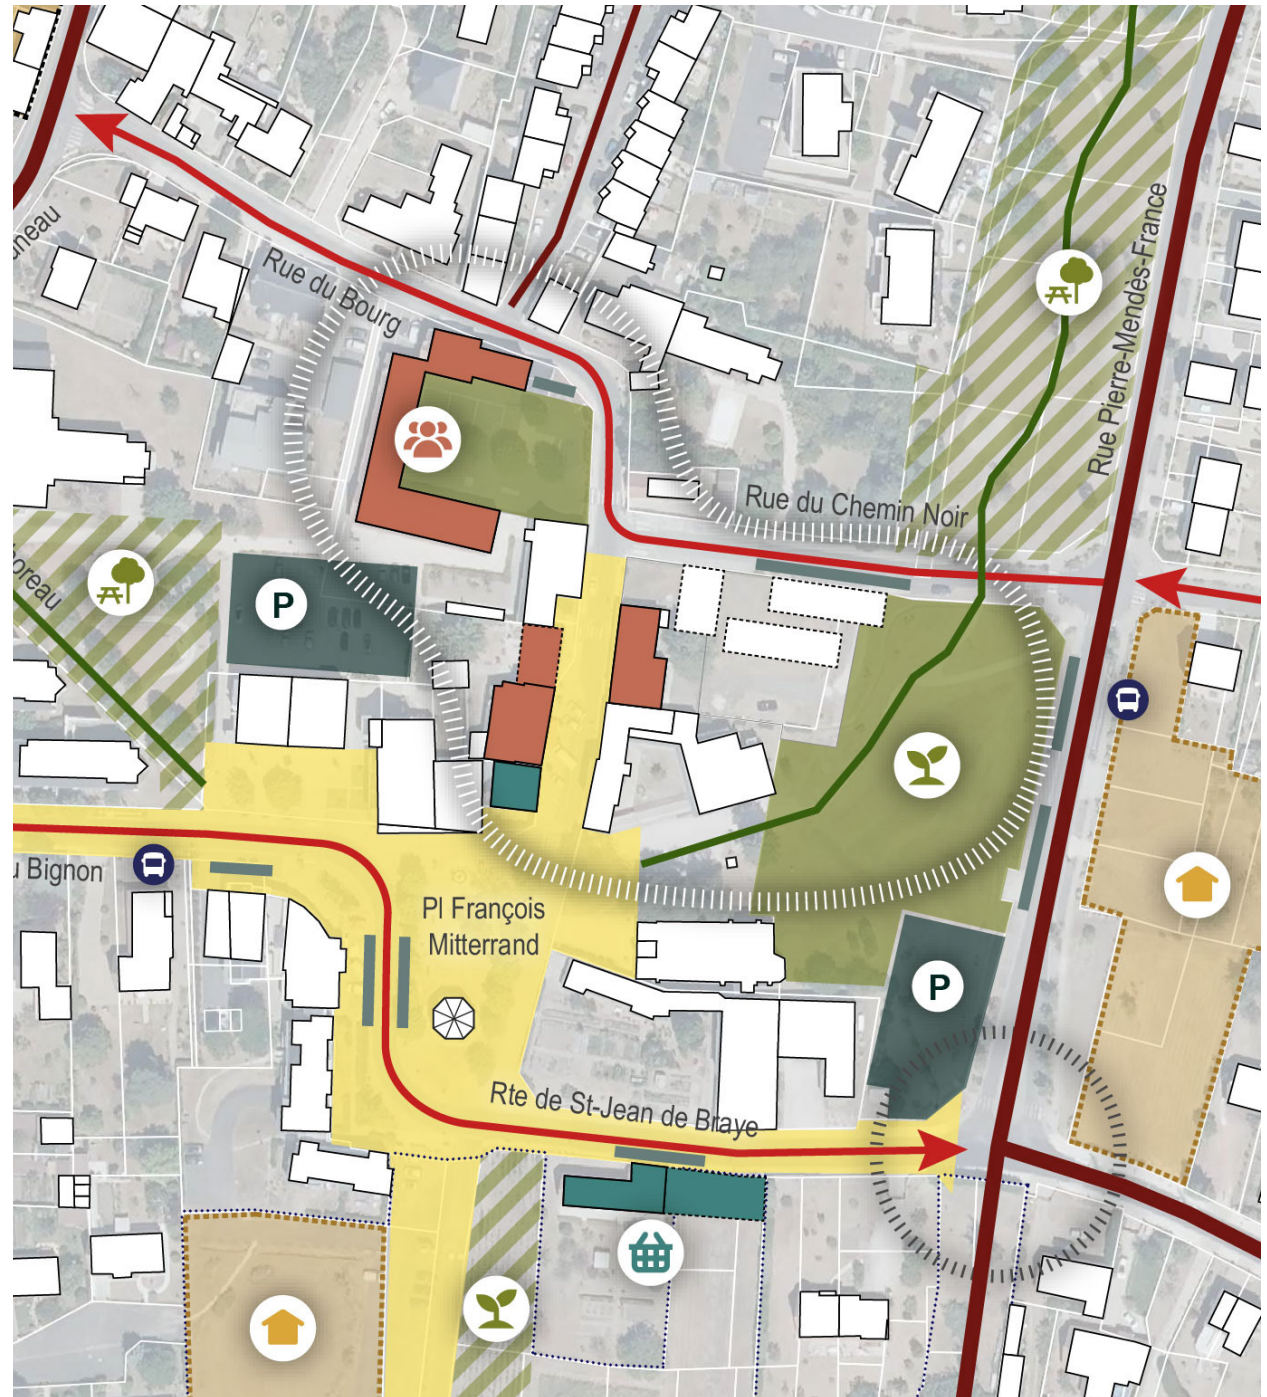 Rue du Bourg
Rue Pierre-Mendès-France
Rue du Chemin Noir
P
u Bignon
Pl François
Mitterrand
P
Rte de St-Jean de Braye